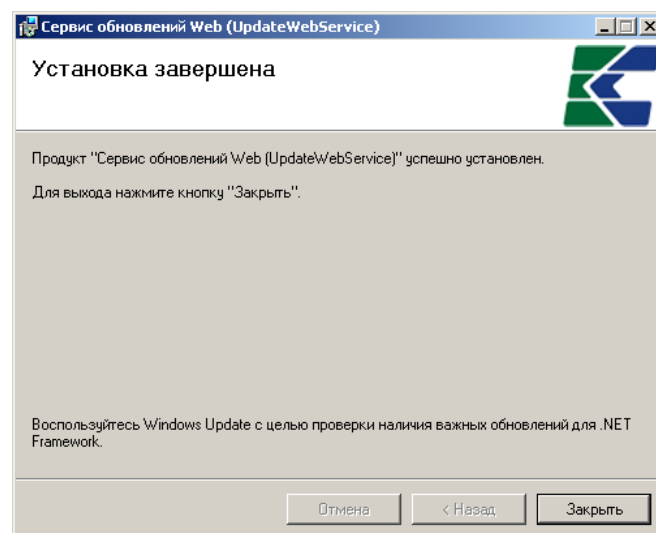 Сервис обновлений Web (UpdateWebService)
Установка завершена
Продукт "Сервис обновлений Web (UpdateWebService)" успешно установлен.
Для выхода нажмите кнопку "Закрыть".
Воспользуйтесь Windows Update с целью проверки наличия важных обновлений для .NET
Framework.
Отмена
< Назад
Закрыть